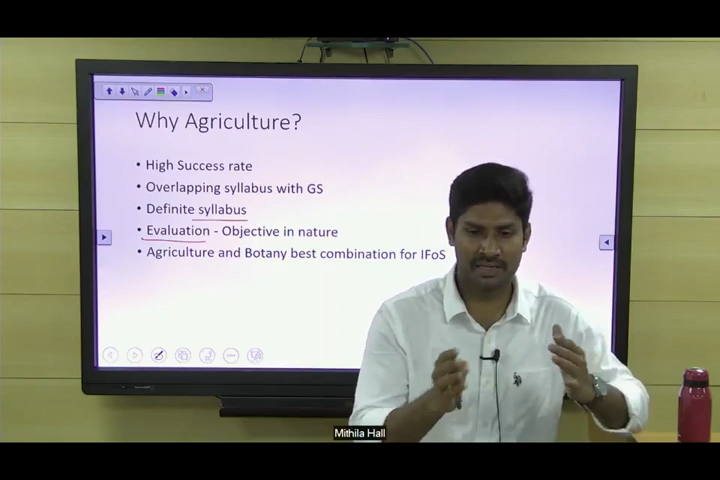 Why Agriculture?
• High Success rate
• Overlapping syllabus with GS
• Definite syllabus
• Evaluation - Objective in nature
• Agriculture and Botany best combination for IFoS
Mithila Hall